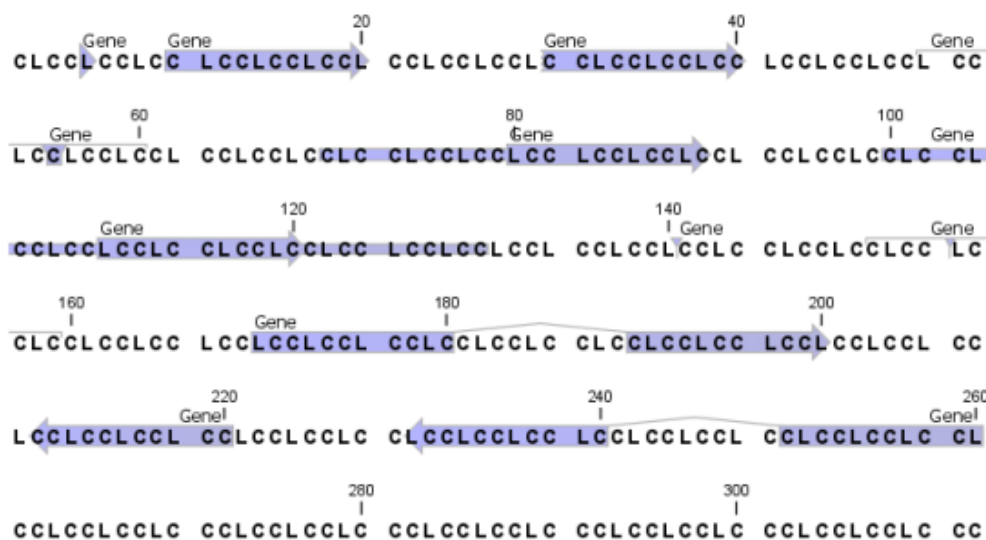 20 40
Gene Gene Gene Gene
CLCCLCCLCC LCCLCCLCCL CCLCCLCCLC CLCCLCCLCC LCCLCCLCCL CC
60 80 100
Gene Gene Gene
LCCLCCLCCL CCLCCLCCLC CLCCLCCLCC LCCLCCLCCL CCLCCLCCLC CL
120 140
Gene Gene Gene
CCLCCLCCLC CLCCLCCLCC LCCLCCLCCL CCLCCLCCLC CLCCLCCLCC LC
160 180 200
Gene
CLCCLCCLCC LCCLCCLCCL CCLCCLCCLC CLCCLCCLCC LCCLCCLCCL CC
220 240 260
Gene Gene
LCCLCCLCCL CCLCCLCCLC CLCCLCCLCC LCCLCCLCCL CCLCCLCCLC CL
280 300
CCLCCLCCLC CCLCCLCCLC CCLCCLCCLC CCLCCLCCLC CCLCCLCCLC CC